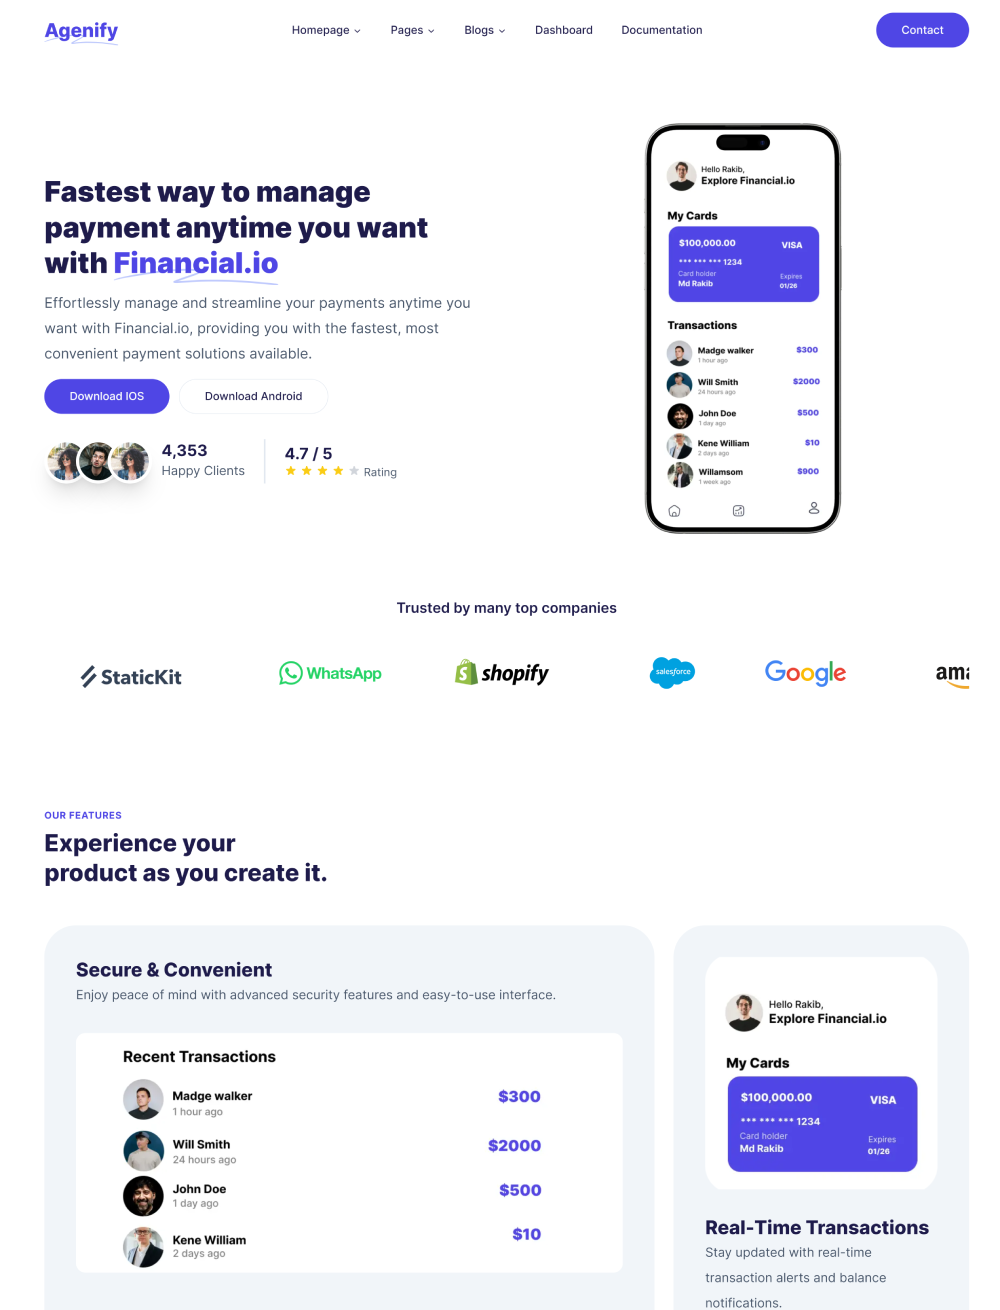 Agenify
Homepage
Pages
Blogs
Dashboard
Documentation
Contact
Fastest way to manage
payment anytime you want
with Financial.io
Effortlessly manage and streamline your payments anytime you
want with Financial.io, providing you with the fastest, most
convenient payment solutions available.
Download IOS
Download Android
4,353
Happy Clients
4.7 / 5
Rating
Hello Rakib,
Explore Financial.io
My Cards
$100,000.00
VISA
*** *** *** 1234
Card holder
Md Rakib
Expires
01/26
Transactions
Madge walker
1 hour ago
$300
Will Smith
24 hours ago
$2000
John Doe
1 day ago
$500
Kene William
2 days ago
$10
Willamsom
1 week ago
$900
Trusted by many top companies
StaticKit
WhatsApp
shopify
salesforce
Google
ama
OUR FEATURES
Experience your
product as you create it.
Secure & Convenient
Enjoy peace of mind with advanced security features and easy-to-use interface.
Recent Transactions
Madge walker
1 hour ago
$300
Will Smith
24 hours ago
$2000
John Doe
1 day ago
$500
Kene William
2 days ago
$10
Hello Rakib,
Explore Financial.io
My Cards
$100,000.00
VISA
*** *** *** 1234
Card holder
Md Rakib
Expires
01/26
Real-Time Transactions
Stay updated with real-time
transaction alerts and balance
notifications.